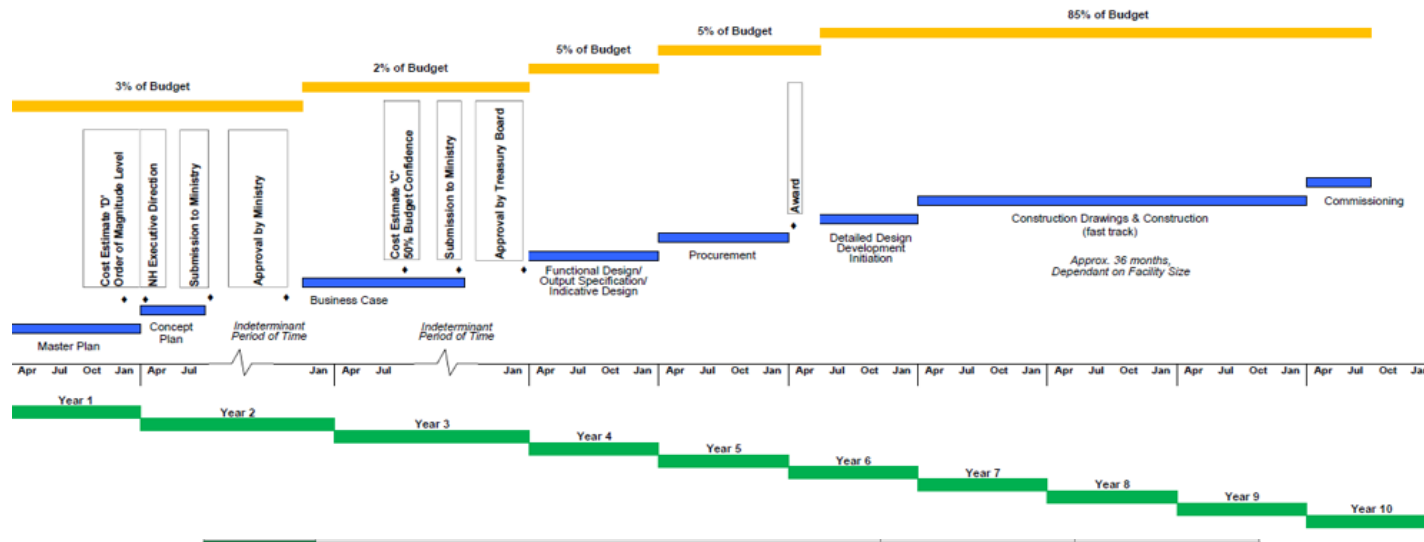 85% of Budget
5% of Budget
5% of Budget
2% of Budget
3% of Budget
Cost Estimate 'D'
Order of Magnitude Level
NH Executive Direction
Submission to Ministry
Approval by Ministry
Cost Estmate 'C'
50% Budget Confidence
Submission to Ministry
Approval by Treasury Board
Award
Commissioning
Construction Drawings & Construction
(fast track)
Approx. 36 months,
Dependant on Facility Size
Detailed Design
Development
Initiation
Procurement
Functional Design/
Output Specification/
Indicative Design
Business Case
Concept
Plan
Master Plan
Indeterminant
Period of Time
Indeterminant
Period of Time
Apr Jul Oct Jan Apr Jul Jan Apr Jul Jan Apr Jul Oct Jan Apr Jul Oct Jan Apr Jul Oct Jan Apr Jul Oct Jan Apr Jul Oct Jan Apr Jul Oct Jan Apr Jul Oct Jan
Year 1
Year 2
Year 3
Year 4
Year 5
Year 6
Year 7
Year 8
Year 9
Year 10